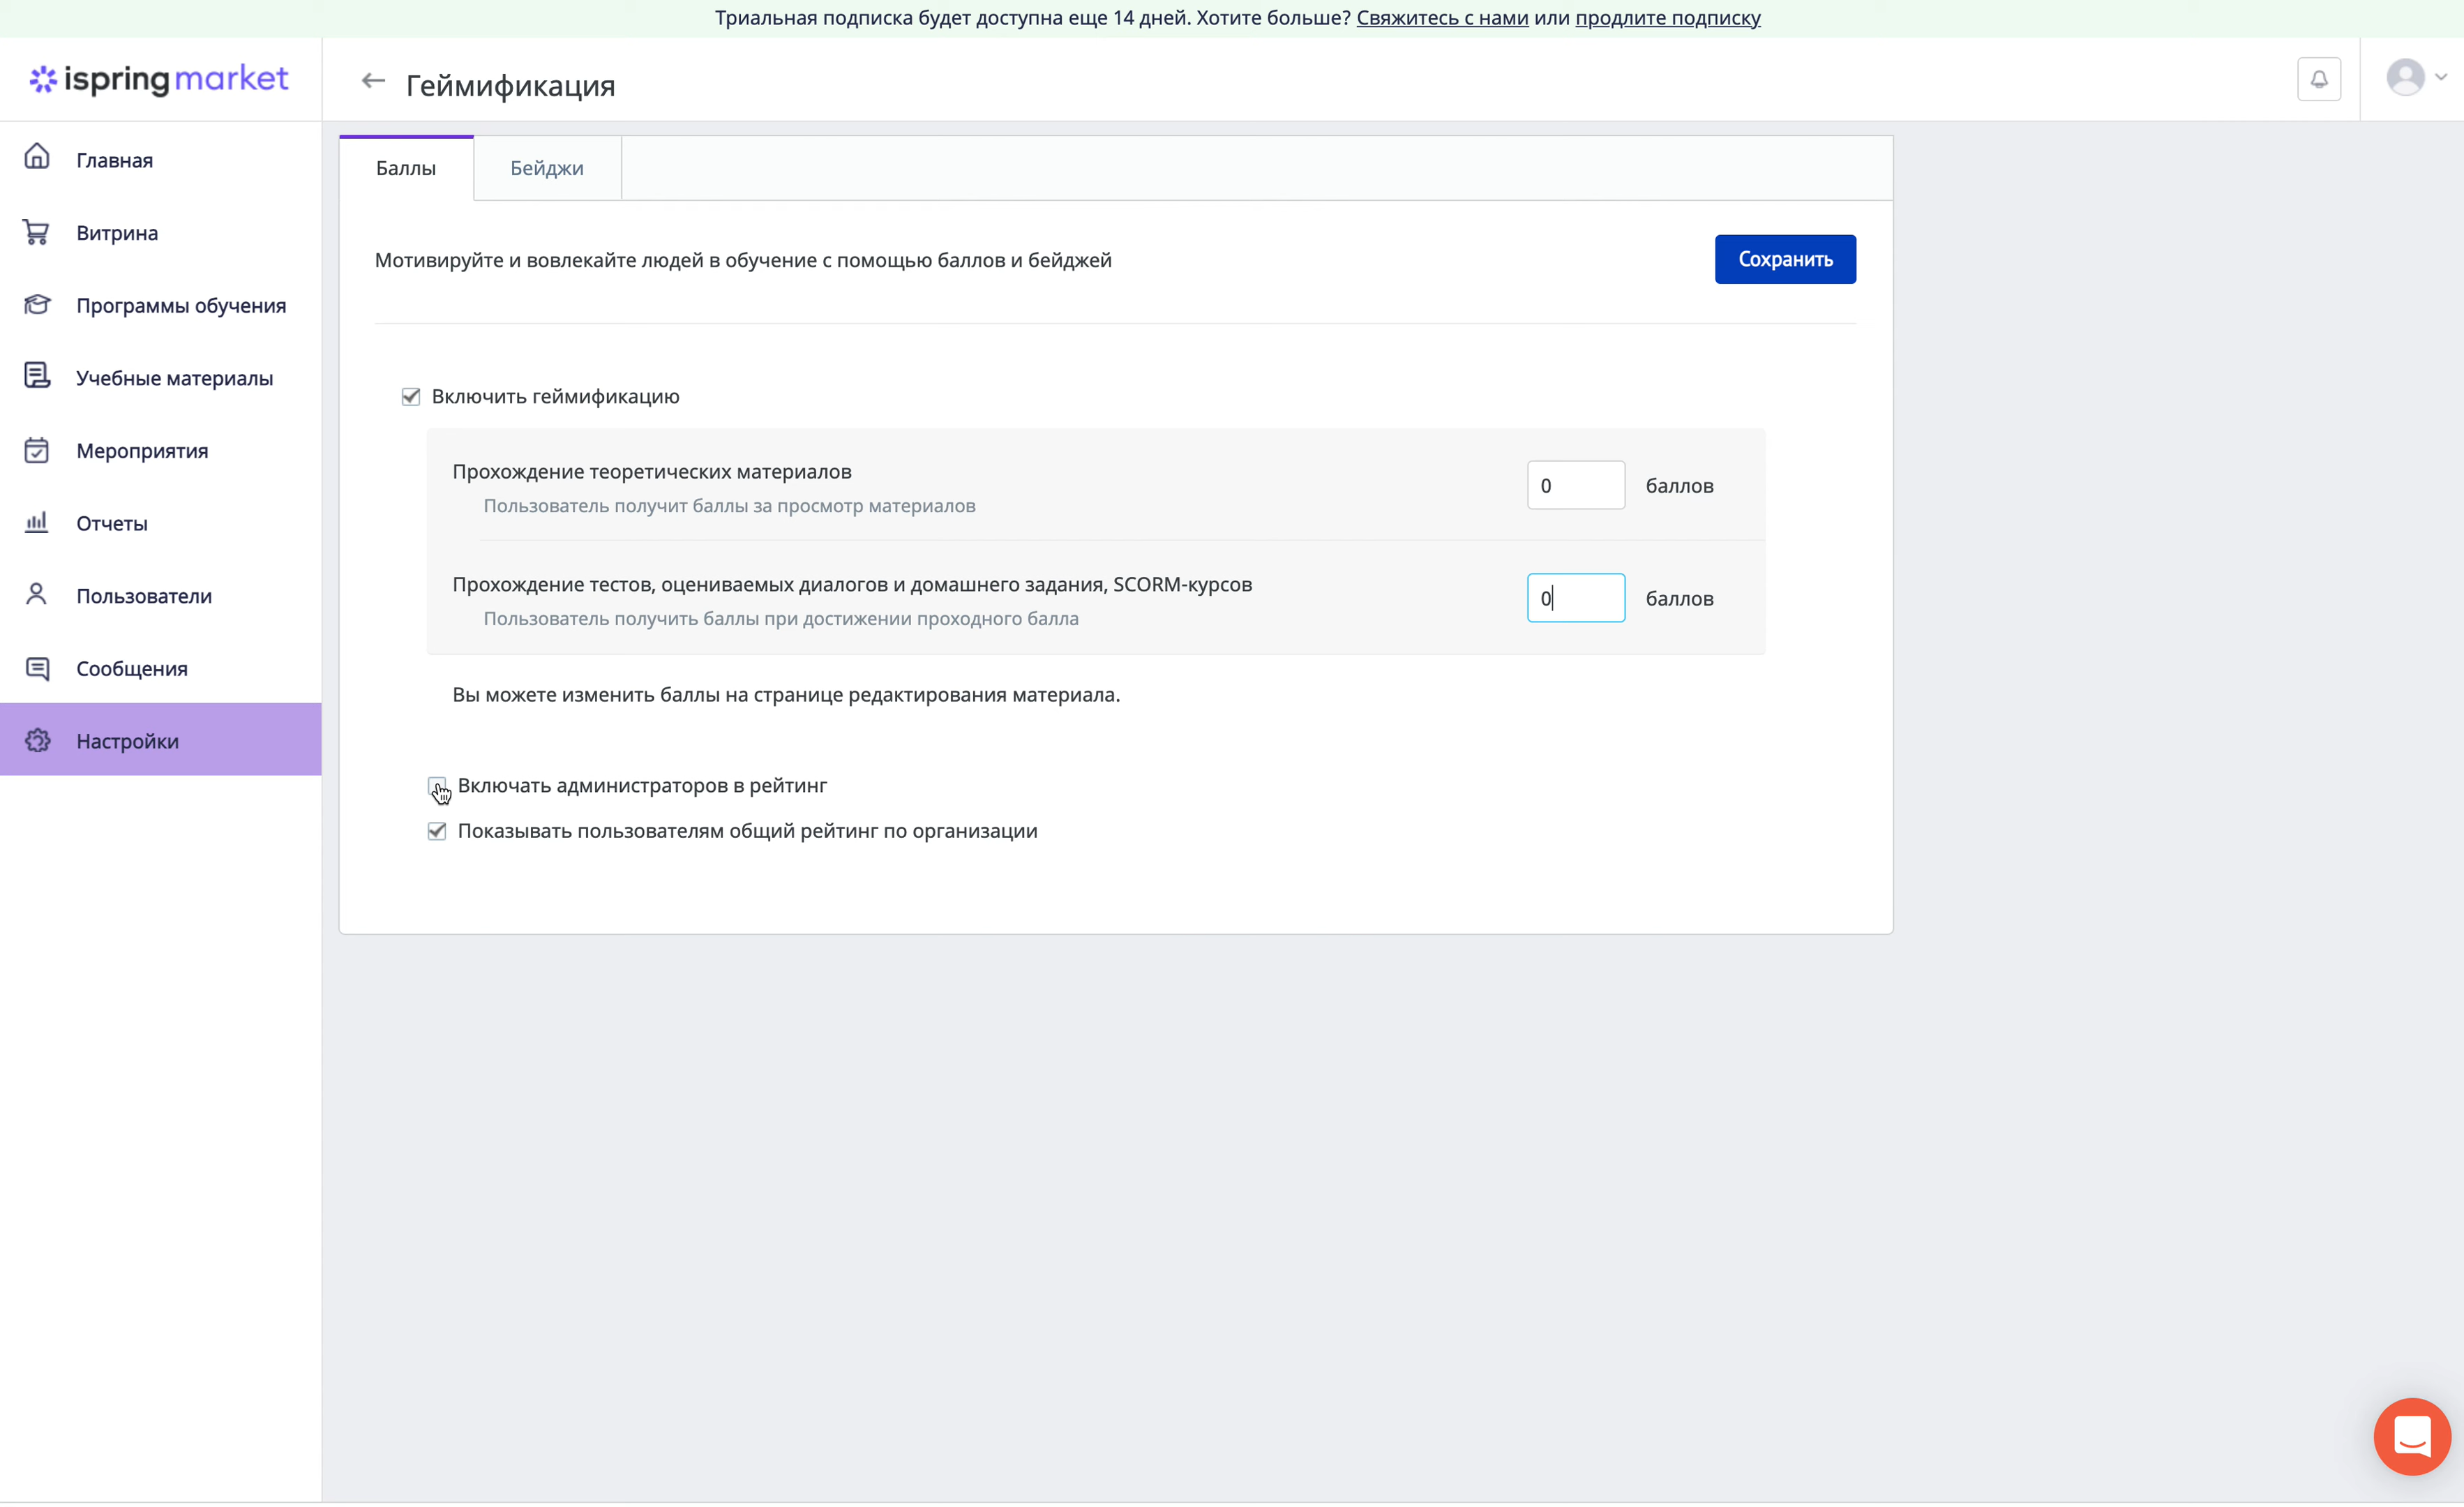 Триальная подписка будет доступна еще 14 дней. Хотите больше? Свяжитесь с нами или продлите подписку
ispring market
Геймификация
Главная
Витрина
Программы обучения
Учебные материалы
Мероприятия
Отчеты
Пользователи
Сообщения
Настройки
Баллы
Бейджи
Мотивируйте и вовлекайте людей в обучение с помощью баллов и бейджей
Сохранить
Включить геймификацию
Прохождение теоретических материалов
Пользователь получит баллы за просмотр материалов
0 баллов
Прохождение тестов, оцениваемых диалогов и домашнего задания, SCORM-курсов
Пользователь получить баллы при достижении проходного балла
0 баллов
Вы можете изменить баллы на странице редактирования материала.
Включать администраторов в рейтинг
Показывать пользователям общий рейтинг по организации